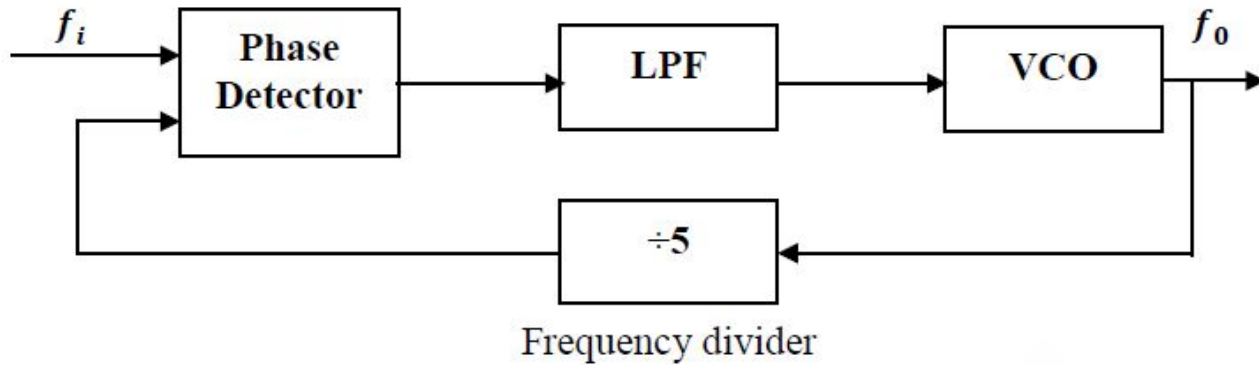 f_i
Phase
Detector
LPF
VCO
f_0
÷5
Frequency divider